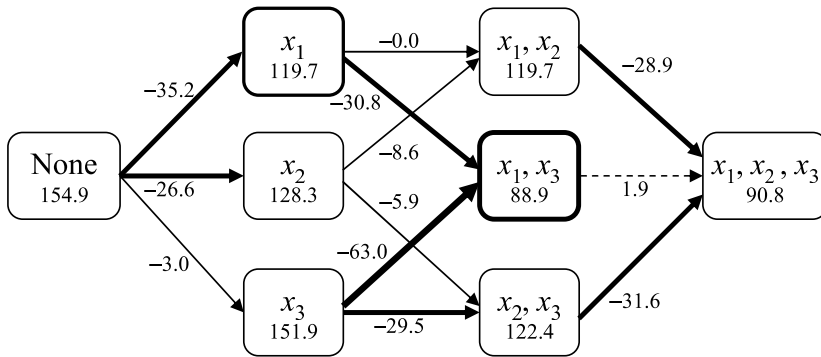 x₁
119.7
−0.0
x₁, x₂
119.7
−35.2
−30.8
−28.9
None
154.9
−26.6
x₂
128.3
−8.6
−5.9
x₁, x₃
88.9
1.9
x₁, x₂ , x₃
90.8
−3.0
−63.0
x₃
151.9
−29.5
x₂, x₃
122.4
−31.6